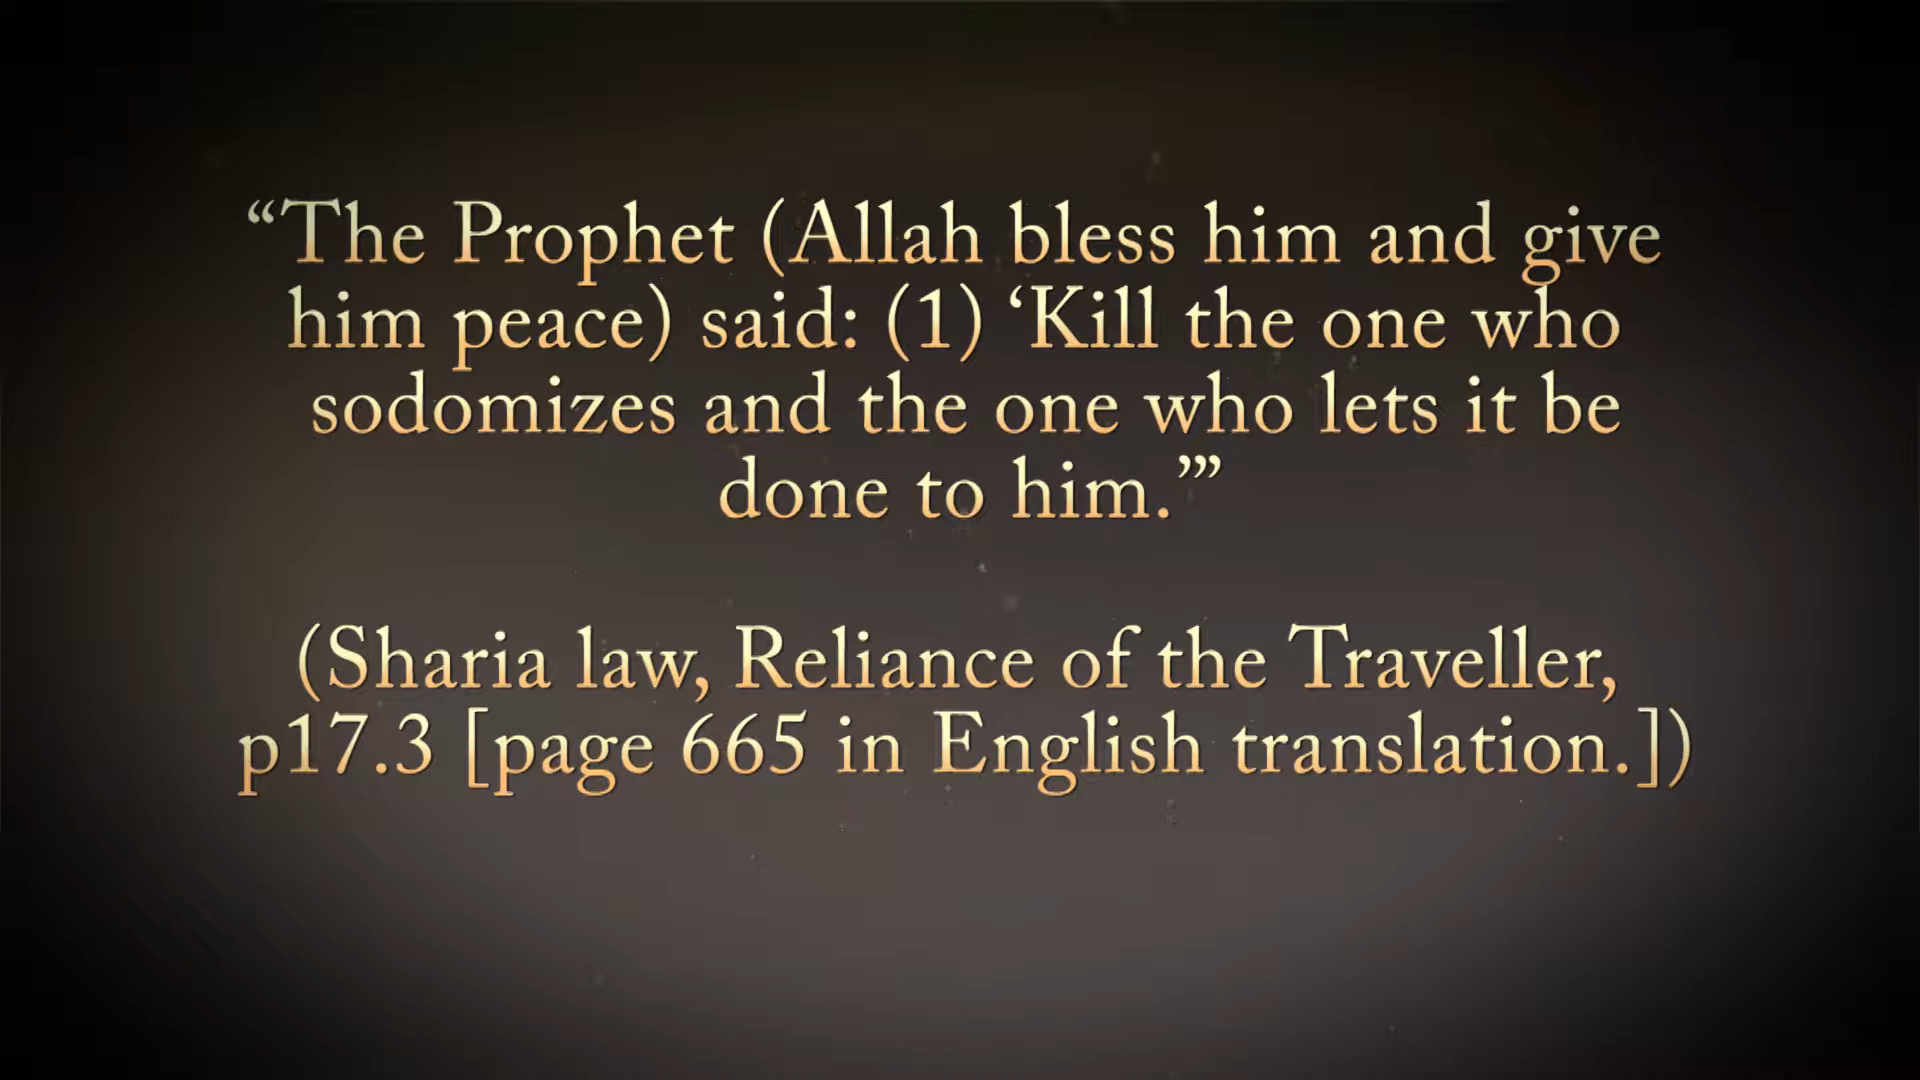 “The Prophet (Allah bless him and give
him peace) said: (1) ‘Kill the one who
sodomizes and the one who lets it be
done to him.’”
(Sharia law, Reliance of the Traveller,
p17.3 [page 665 in English translation.])